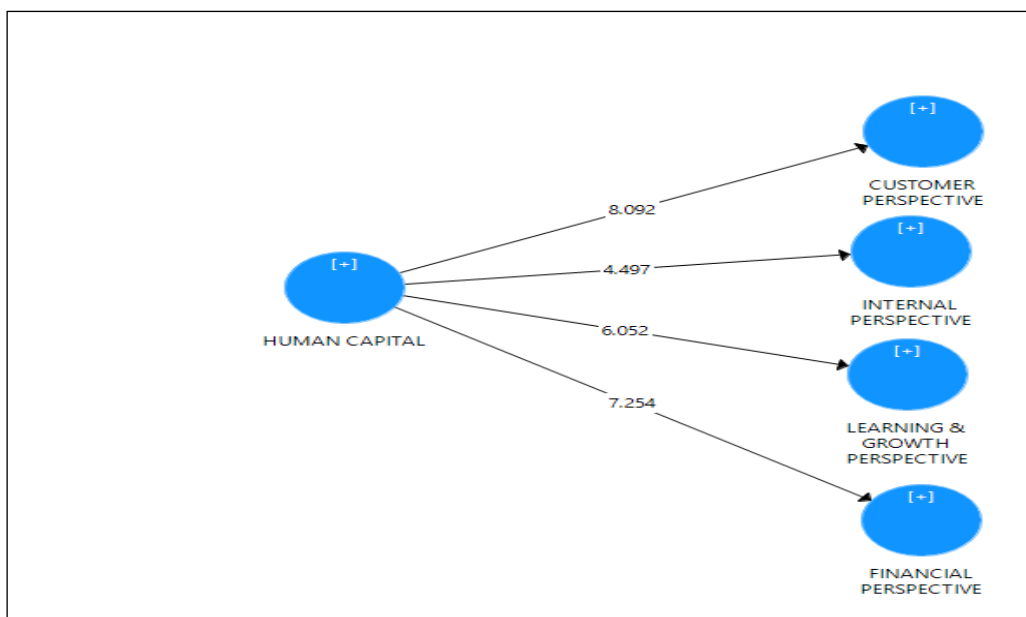 [+]
CUSTOMER
PERSPECTIVE
8.092
[+]
[+]
4.497
INTERNAL
PERSPECTIVE
HUMAN CAPITAL
6.052
[+]
7.254
LEARNING &
GROWTH
PERSPECTIVE
[+]
FINANCIAL
PERSPECTIVE